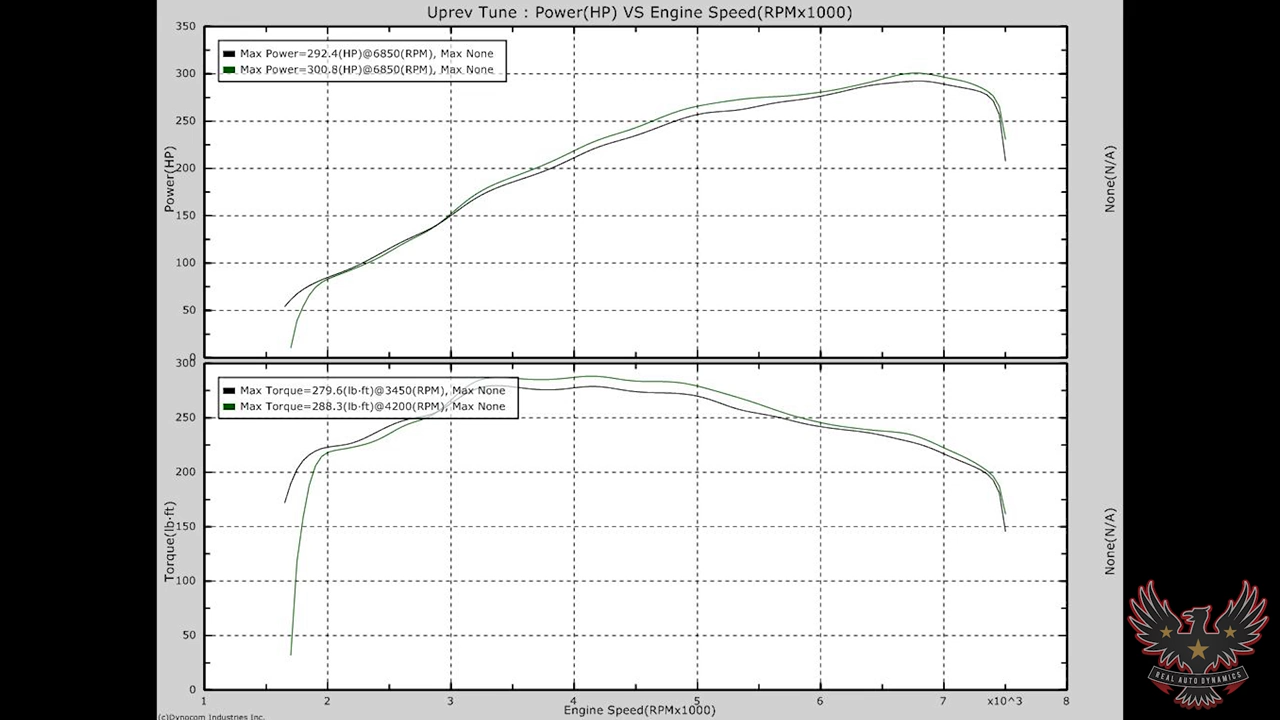 Uprev Tune : Power(HP) VS Engine Speed(RPMx1000)
350
Max Power=292.4(HP)@6850(RPM), Max None
Max Power=300.8(HP)@6850(RPM), Max None
300
250
200
150
100
50
0
Power(HP)
None(N/A)
300
Max Torque=279.6(lb·ft)@3450(RPM), Max None
Max Torque=288.3(lb·ft)@4200(RPM), Max None
250
200
150
100
50
0
Torque(lb·ft)
None(N/A)
1 2 3 4 5 6 7 x10^3 8
Engine Speed(RPMx1000)
(c)Dynocom Industries Inc.
REAL AUTO DYNAMICS